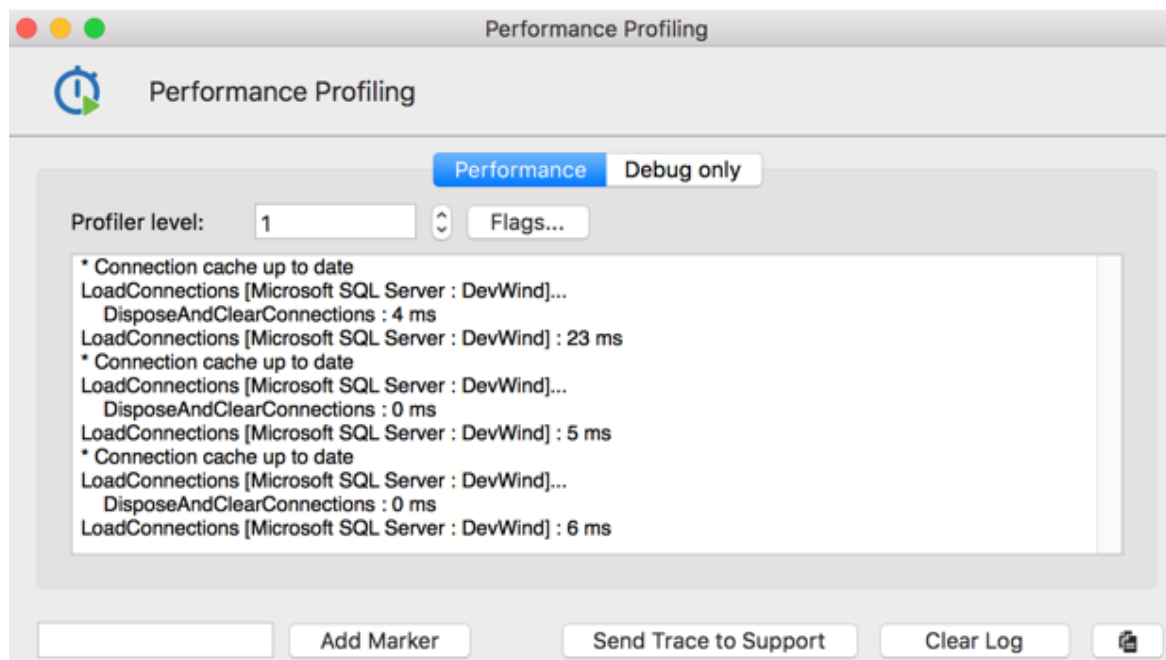 Performance Profiling
Performance Profiling
Performance Debug only
Profiler level: 1 Flags...
* Connection cache up to date
LoadConnections [Microsoft SQL Server : DevWind]...
DisposeAndClearConnections : 4 ms
LoadConnections [Microsoft SQL Server : DevWind] : 23 ms
* Connection cache up to date
LoadConnections [Microsoft SQL Server : DevWind]...
DisposeAndClearConnections : 0 ms
LoadConnections [Microsoft SQL Server : DevWind] : 5 ms
* Connection cache up to date
LoadConnections [Microsoft SQL Server : DevWind]...
DisposeAndClearConnections : 0 ms
LoadConnections [Microsoft SQL Server : DevWind] : 6 ms
Add Marker Send Trace to Support Clear Log